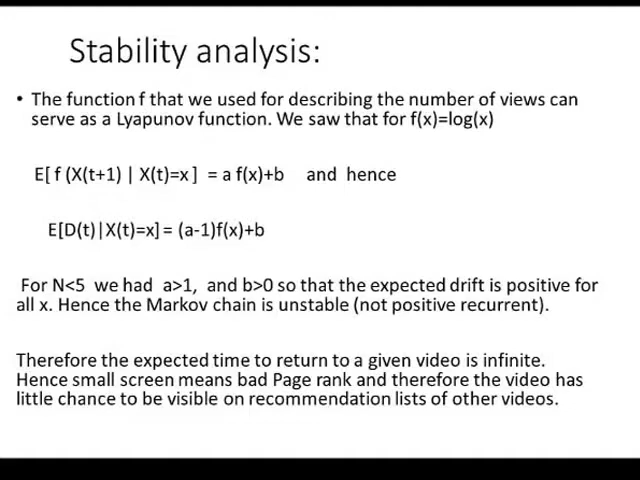 Stability analysis:
• The function f that we used for describing the number of views can
serve as a Lyapunov function. We saw that for f(x)=log(x)
E[ f (X(t+1) | X(t)=x ] = a f(x)+b and hence
E[D(t)|X(t)=x] = (a-1)f(x)+b
For N<5 we had a>1, and b>0 so that the expected drift is positive for
all x. Hence the Markov chain is unstable (not positive recurrent).
Therefore the expected time to return to a given video is infinite.
Hence small screen means bad Page rank and therefore the video has
little chance to be visible on recommendation lists of other videos.